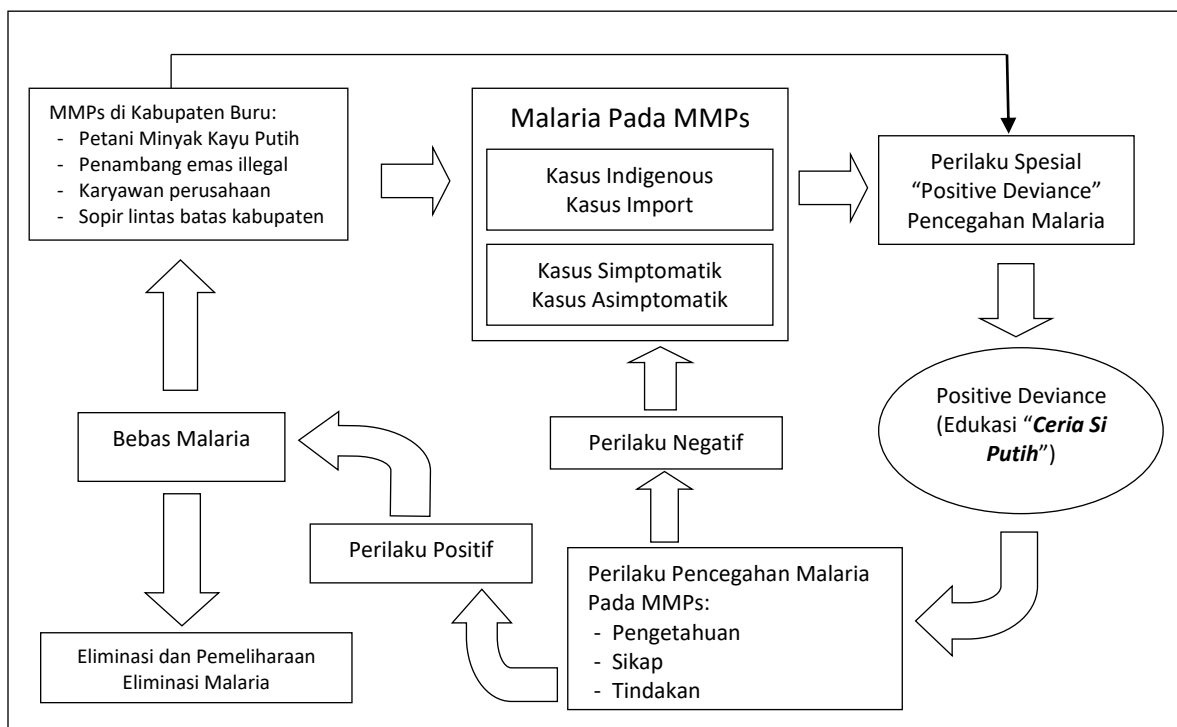 MMPs di Kabupaten Buru:
- Petani Minyak Kayu Putih
- Penambang emas illegal
- Karyawan perusahaan
- Sopir lintas batas kabupaten
Malaria Pada MMPs
Kasus Indigenous
Kasus Import
Kasus Simptomatik
Kasus Asimptomatik
Perilaku Spesial
“Positive Deviance”
Pencegahan Malaria
Positive Deviance
(Edukasi “Ceria Si
Putih”)
Perilaku Pencegahan Malaria
Pada MMPs:
- Pengetahuan
- Sikap
- Tindakan
Perilaku Negatif
Perilaku Positif
Bebas Malaria
Eliminasi dan Pemeliharaan
Eliminasi Malaria